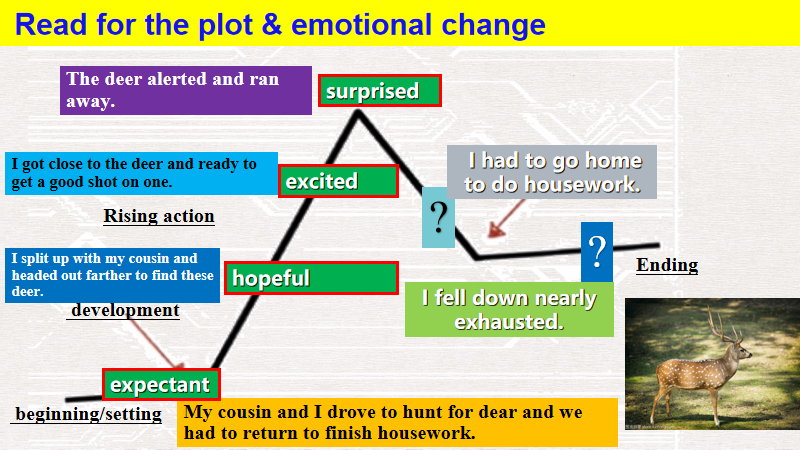 Read for the plot & emotional change
The deer alerted and ran
away.
surprised
I got close to the deer and ready to
get a good shot on one.
excited
I had to go home
to do housework.
?
Rising action
I split up with my cousin and
headed out farther to find these
deer.
hopeful
?
Ending
development
I fell down nearly
exhausted.
expectant
beginning/setting
My cousin and I drove to hunt for dear and we
had to return to finish housework.